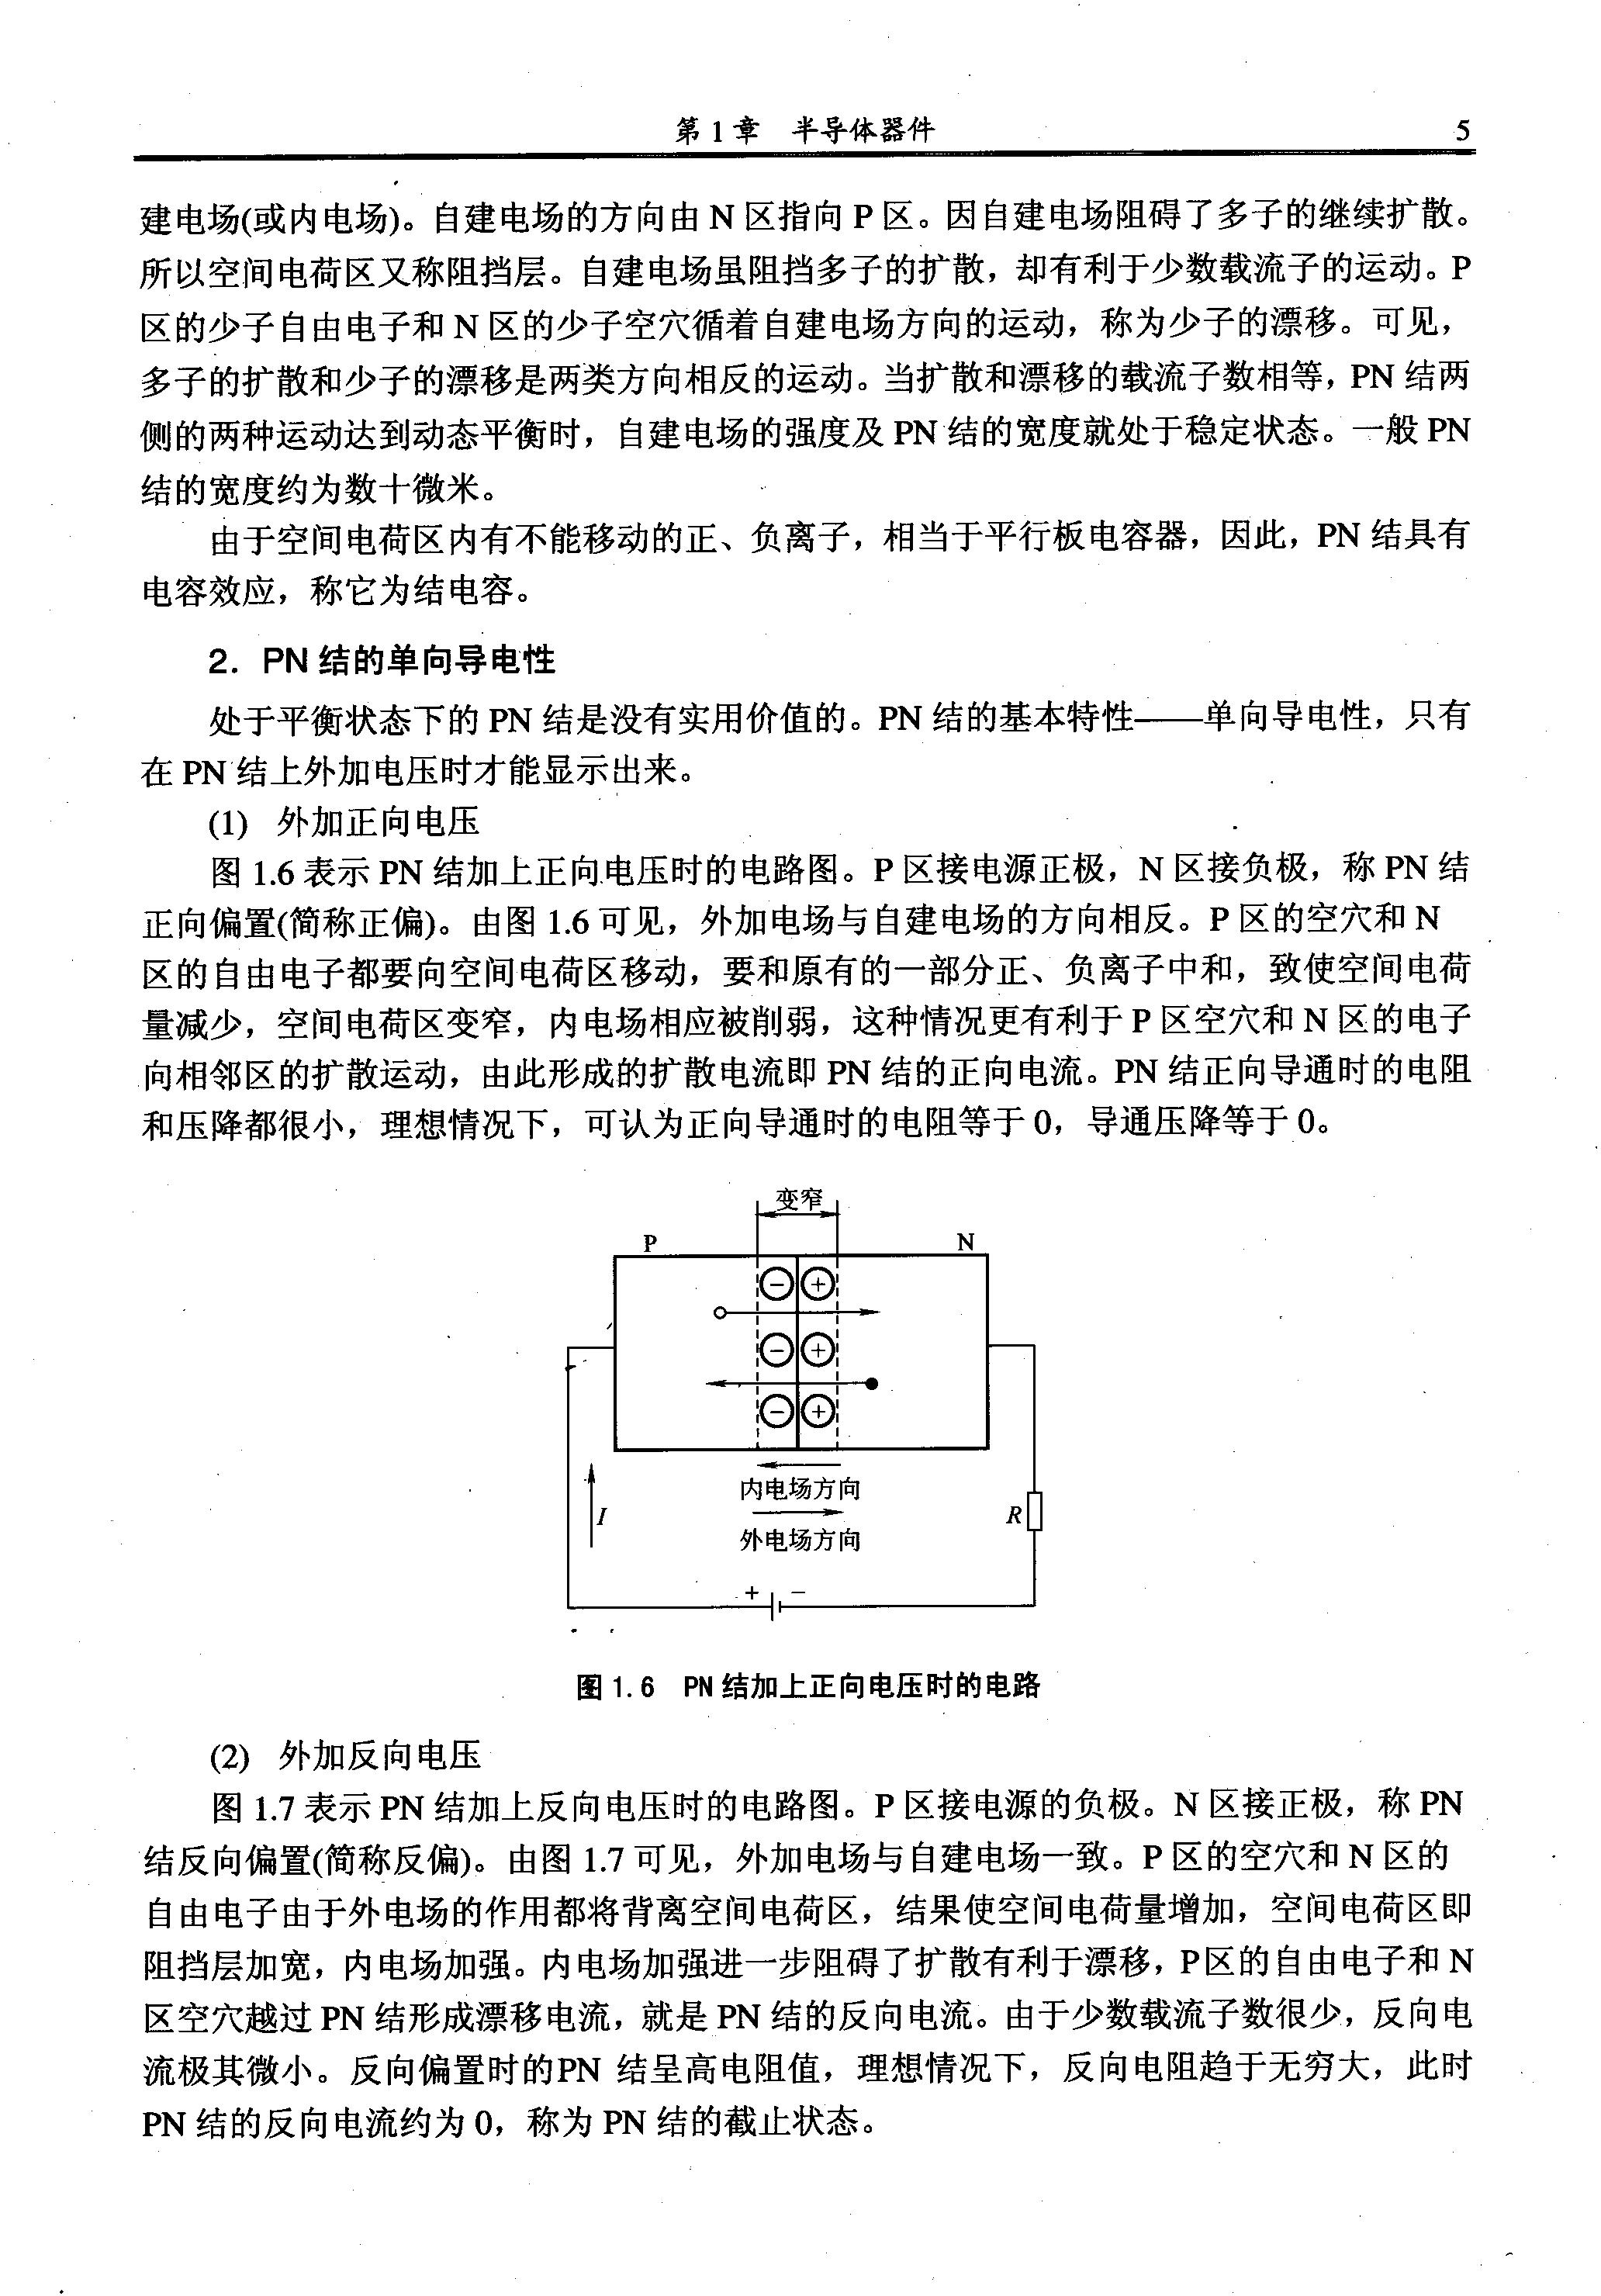 第1章 半导体器件 5
建电场(或内电场)。自建电场的方向由 N 区指向 P 区。因自建电场阻碍了多子的继续扩散。
所以空间电荷区又称阻挡层。自建电场虽阻挡多子的扩散，却有利于少数载流子的运动。P
区的少子自由电子和 N 区的少子空穴循着自建电场方向的运动，称为少子的漂移。可见，
多子的扩散和少子的漂移是两类方向相反的运动。当扩散和漂移的载流子数相等，PN 结两
侧的两种运动达到动态平衡时，自建电场的强度及 PN 结的宽度就处于稳定状态。一般 PN
结的宽度约为数十微米。
由于空间电荷区内有不能移动的正、负离子，相当于平行板电容器，因此，PN 结具有
电容效应，称它为结电容。
2. PN 结的单向导电性
处于平衡状态下的 PN 结是没有实用价值的。PN 结的基本特性——单向导电性，只有
在 PN 结上外加电压时才能显示出来。
(1) 外加正向电压
图 1.6 表示 PN 结加上正向电压时的电路图。P 区接电源正极，N 区接负极，称 PN 结
正向偏置(简称正偏)。由图 1.6 可见，外加电场与自建电场的方向相反。P 区的空穴和 N
区的自由电子都要向空间电荷区移动，要和原有的一部分正、负离子中和，致使空间电荷
量减少，空间电荷区变窄，内电场相应被削弱，这种情况更有利于 P 区空穴和 N 区的电子
向相邻区的扩散运动，由此形成的扩散电流即 PN 结的正向电流。PN 结正向导通时的电阻
和压降都很小，理想情况下，可认为正向导通时的电阻等于 0，导通压降等于 0。
变窄
P N
− +
− +
− +
内电场方向
I R
外电场方向
+ −
图 1.6 PN 结加上正向电压时的电路
(2) 外加反向电压
图 1.7 表示 PN 结加上反向电压时的电路图。P 区接电源的负极。N 区接正极，称 PN
结反向偏置(简称反偏)。由图 1.7 可见，外加电场与自建电场一致。P 区的空穴和 N 区的
自由电子由于外电场的作用都将背离空间电荷区，结果使空间电荷量增加，空间电荷区即
阻挡层加宽，内电场加强。内电场加强进一步阻碍了扩散有利于漂移，P区的自由电子和 N
区空穴越过 PN 结形成漂移电流，就是 PN 结的反向电流。由于少数载流子数很少，反向电
流极其微小。反向偏置时的PN 结呈高电阻值，理想情况下，反向电阻趋于无穷大，此时
PN 结的反向电流约为 0，称为 PN 结的截止状态。